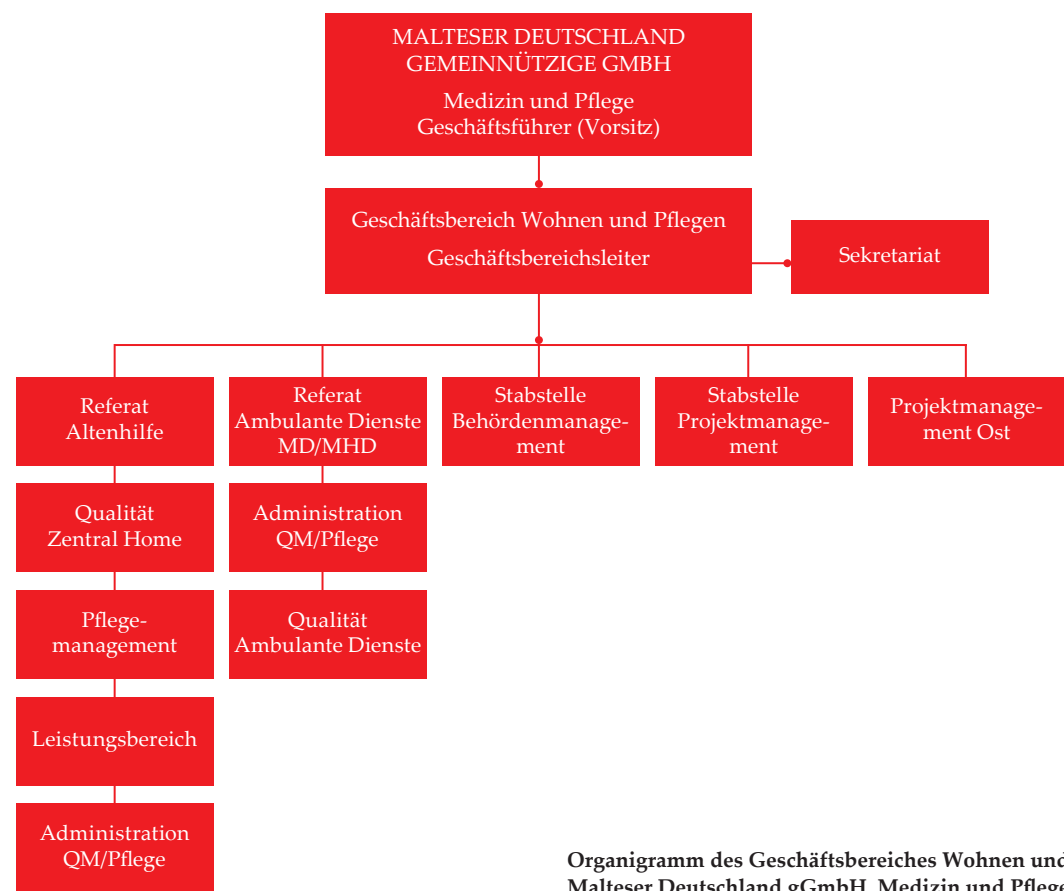 MALTESER DEUTSCHLAND
GEMEINNÜTZIGE GMBH
Medizin und Pflege
Geschäftsführer (Vorsitz)
Geschäftsbereich Wohnen und Pflegen
Geschäftsbereichsleiter
Sekretariat
Referat
Altenhilfe
Referat
Ambulante Dienste
MD/MHD
Stabstelle
Behördenmanage-
ment
Stabstelle
Projektmanage-
ment
Projektmanage-
ment Ost
Qualität
Zentral Home
Administration
QM/Pflege
Pflege-
management
Qualität
Ambulante Dienste
Leistungsbereich
Administration
QM/Pflege
Organigramm des Geschäftsbereiches Wohnen und
Malteser Deutschland gGmbH, Medizin und Pflege